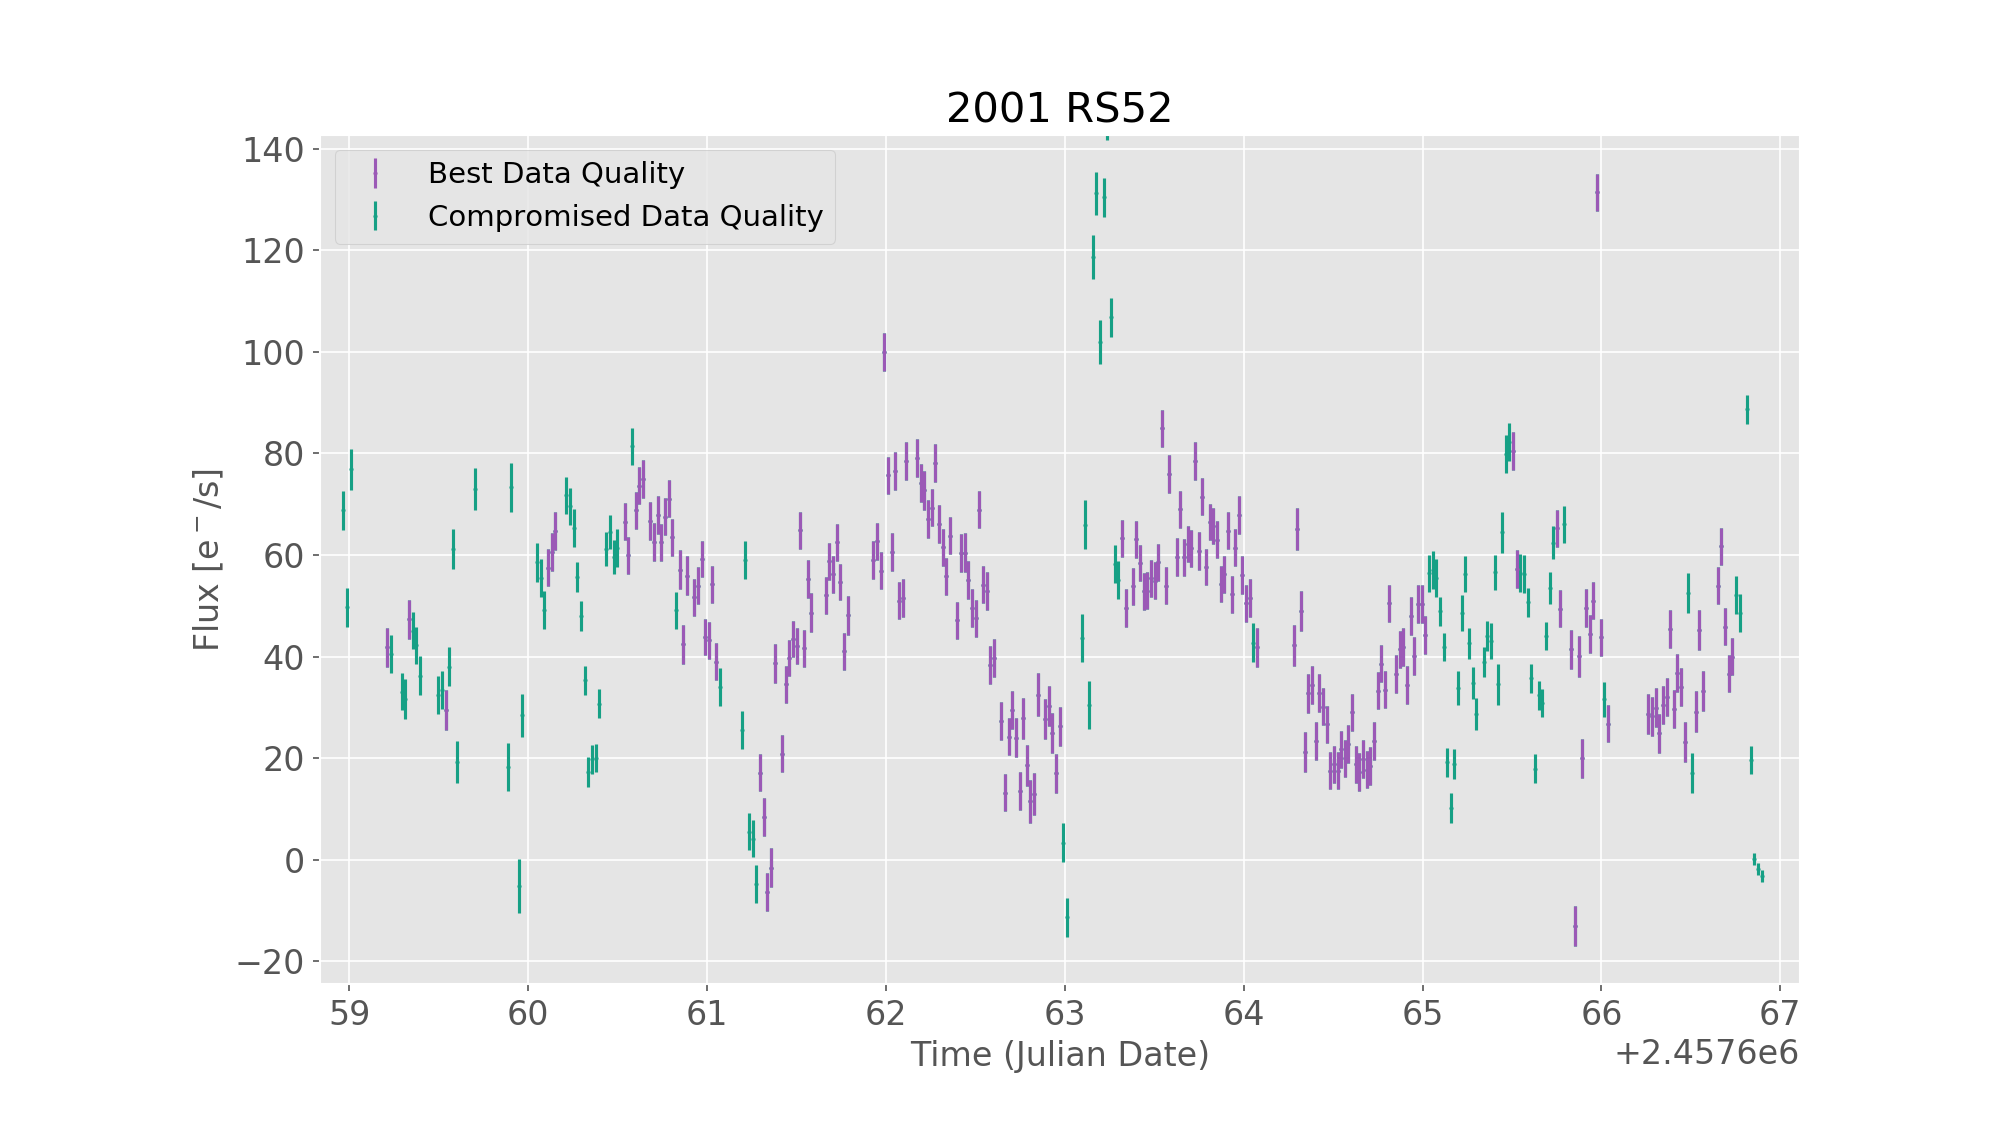 2001 RS52
Best Data Quality
Compromised Data Quality
140
120
100
80
60
40
20
0
−20
Flux [e⁻/s]
59 60 61 62 63 64 65 66 67
Time (Julian Date)
+2.4576e6